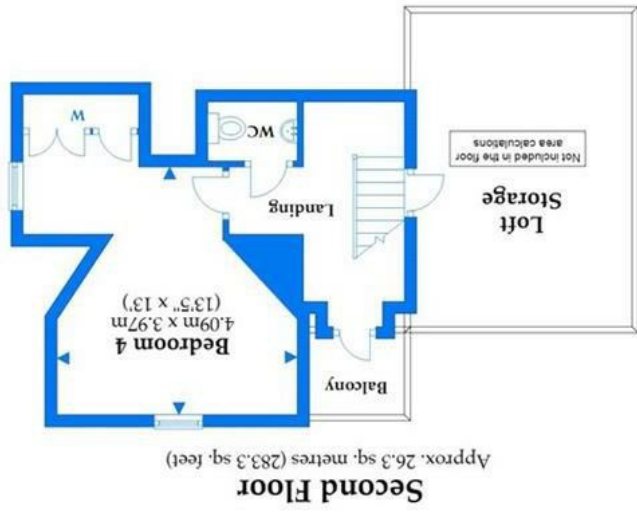 Second Floor
Approx. 26.3 sq. metres (283.3 sq. feet)
Balcony
Bedroom 4
4.09m x 3.97m
(13'5" x 13')
Loft
Storage
Landing
Not included in the floor
area calculations
WC
W